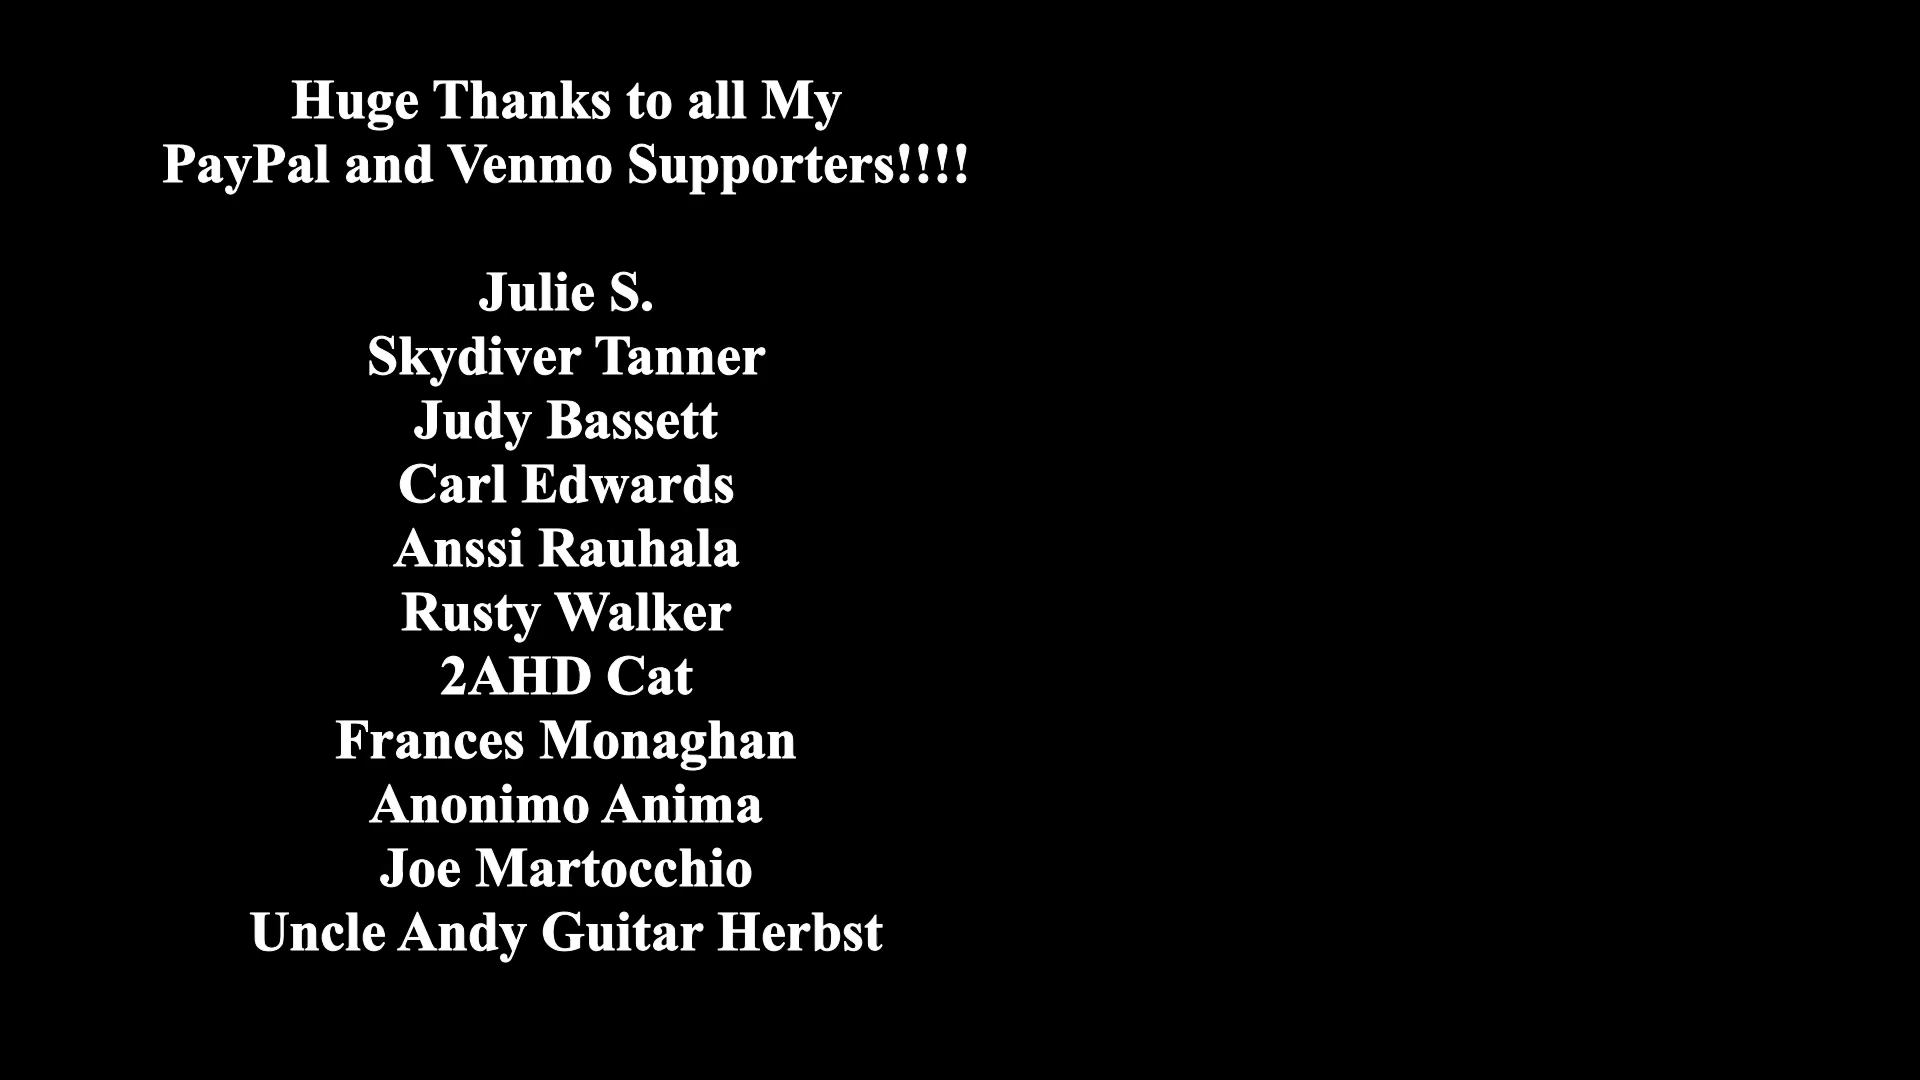 Huge Thanks to all My
PayPal and Venmo Supporters!!!!
Julie S.
Skydiver Tanner
Judy Bassett
Carl Edwards
Anssi Rauhala
Rusty Walker
2AHD Cat
Frances Monaghan
Anonimo Anima
Joe Martocchio
Uncle Andy Guitar Herbst